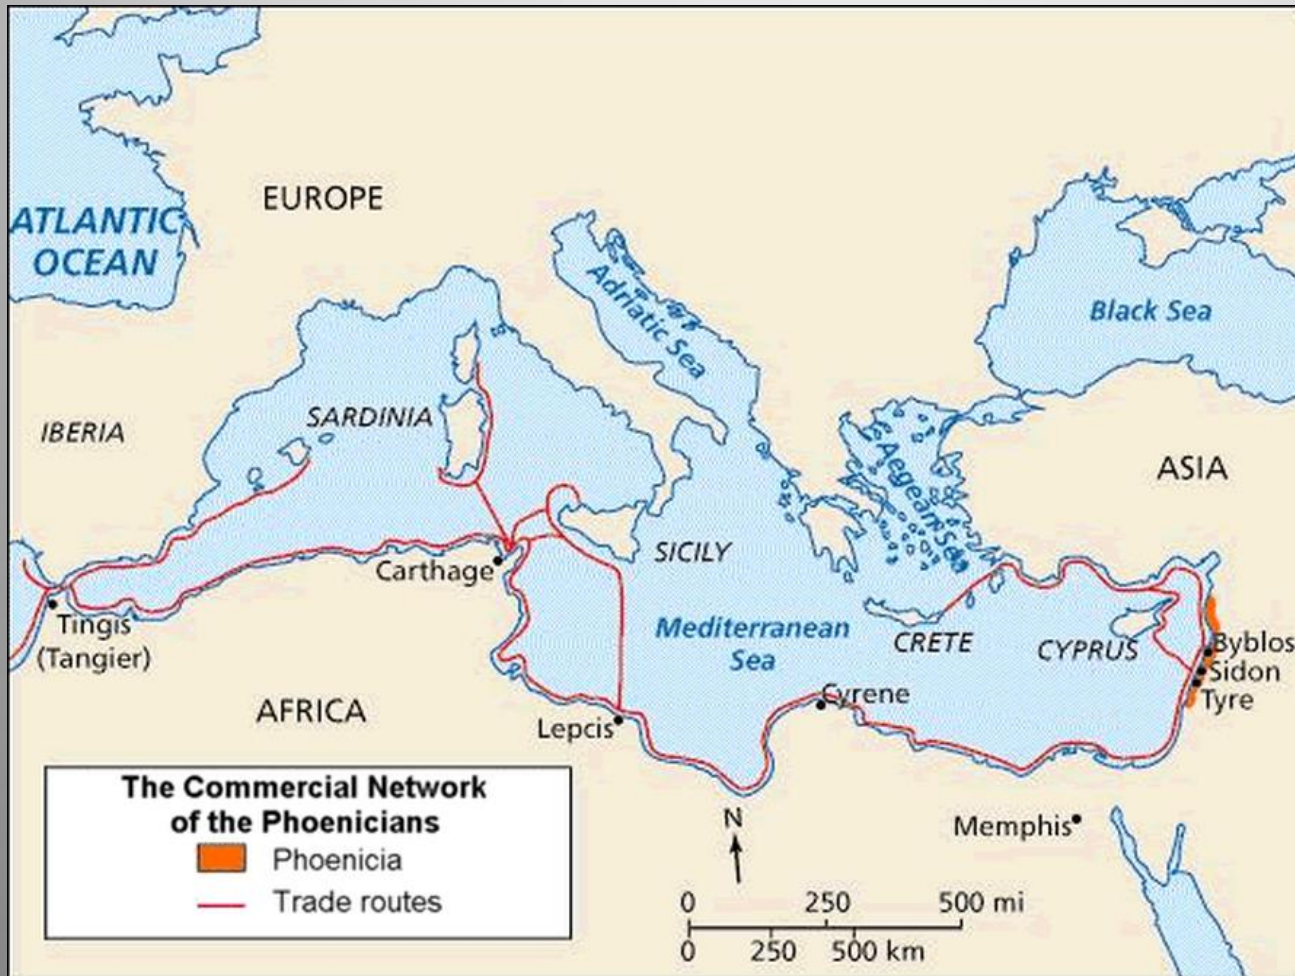 EUROPE
ATLANTIC
OCEAN
Adriatic Sea
Black Sea
IBERIA
SARDINIA
Aegean Sea
ASIA
SICILY
Carthage
Tingis
(Tangier)
Mediterranean
Sea
CRETE
CYPRUS
Byblos
Sidon
Tyre
AFRICA
Lepcis
Cyrene
Memphis
The Commercial Network
of the Phoenicians
Phoenicia
Trade routes
N
0 250 500 mi
0 250 500 km